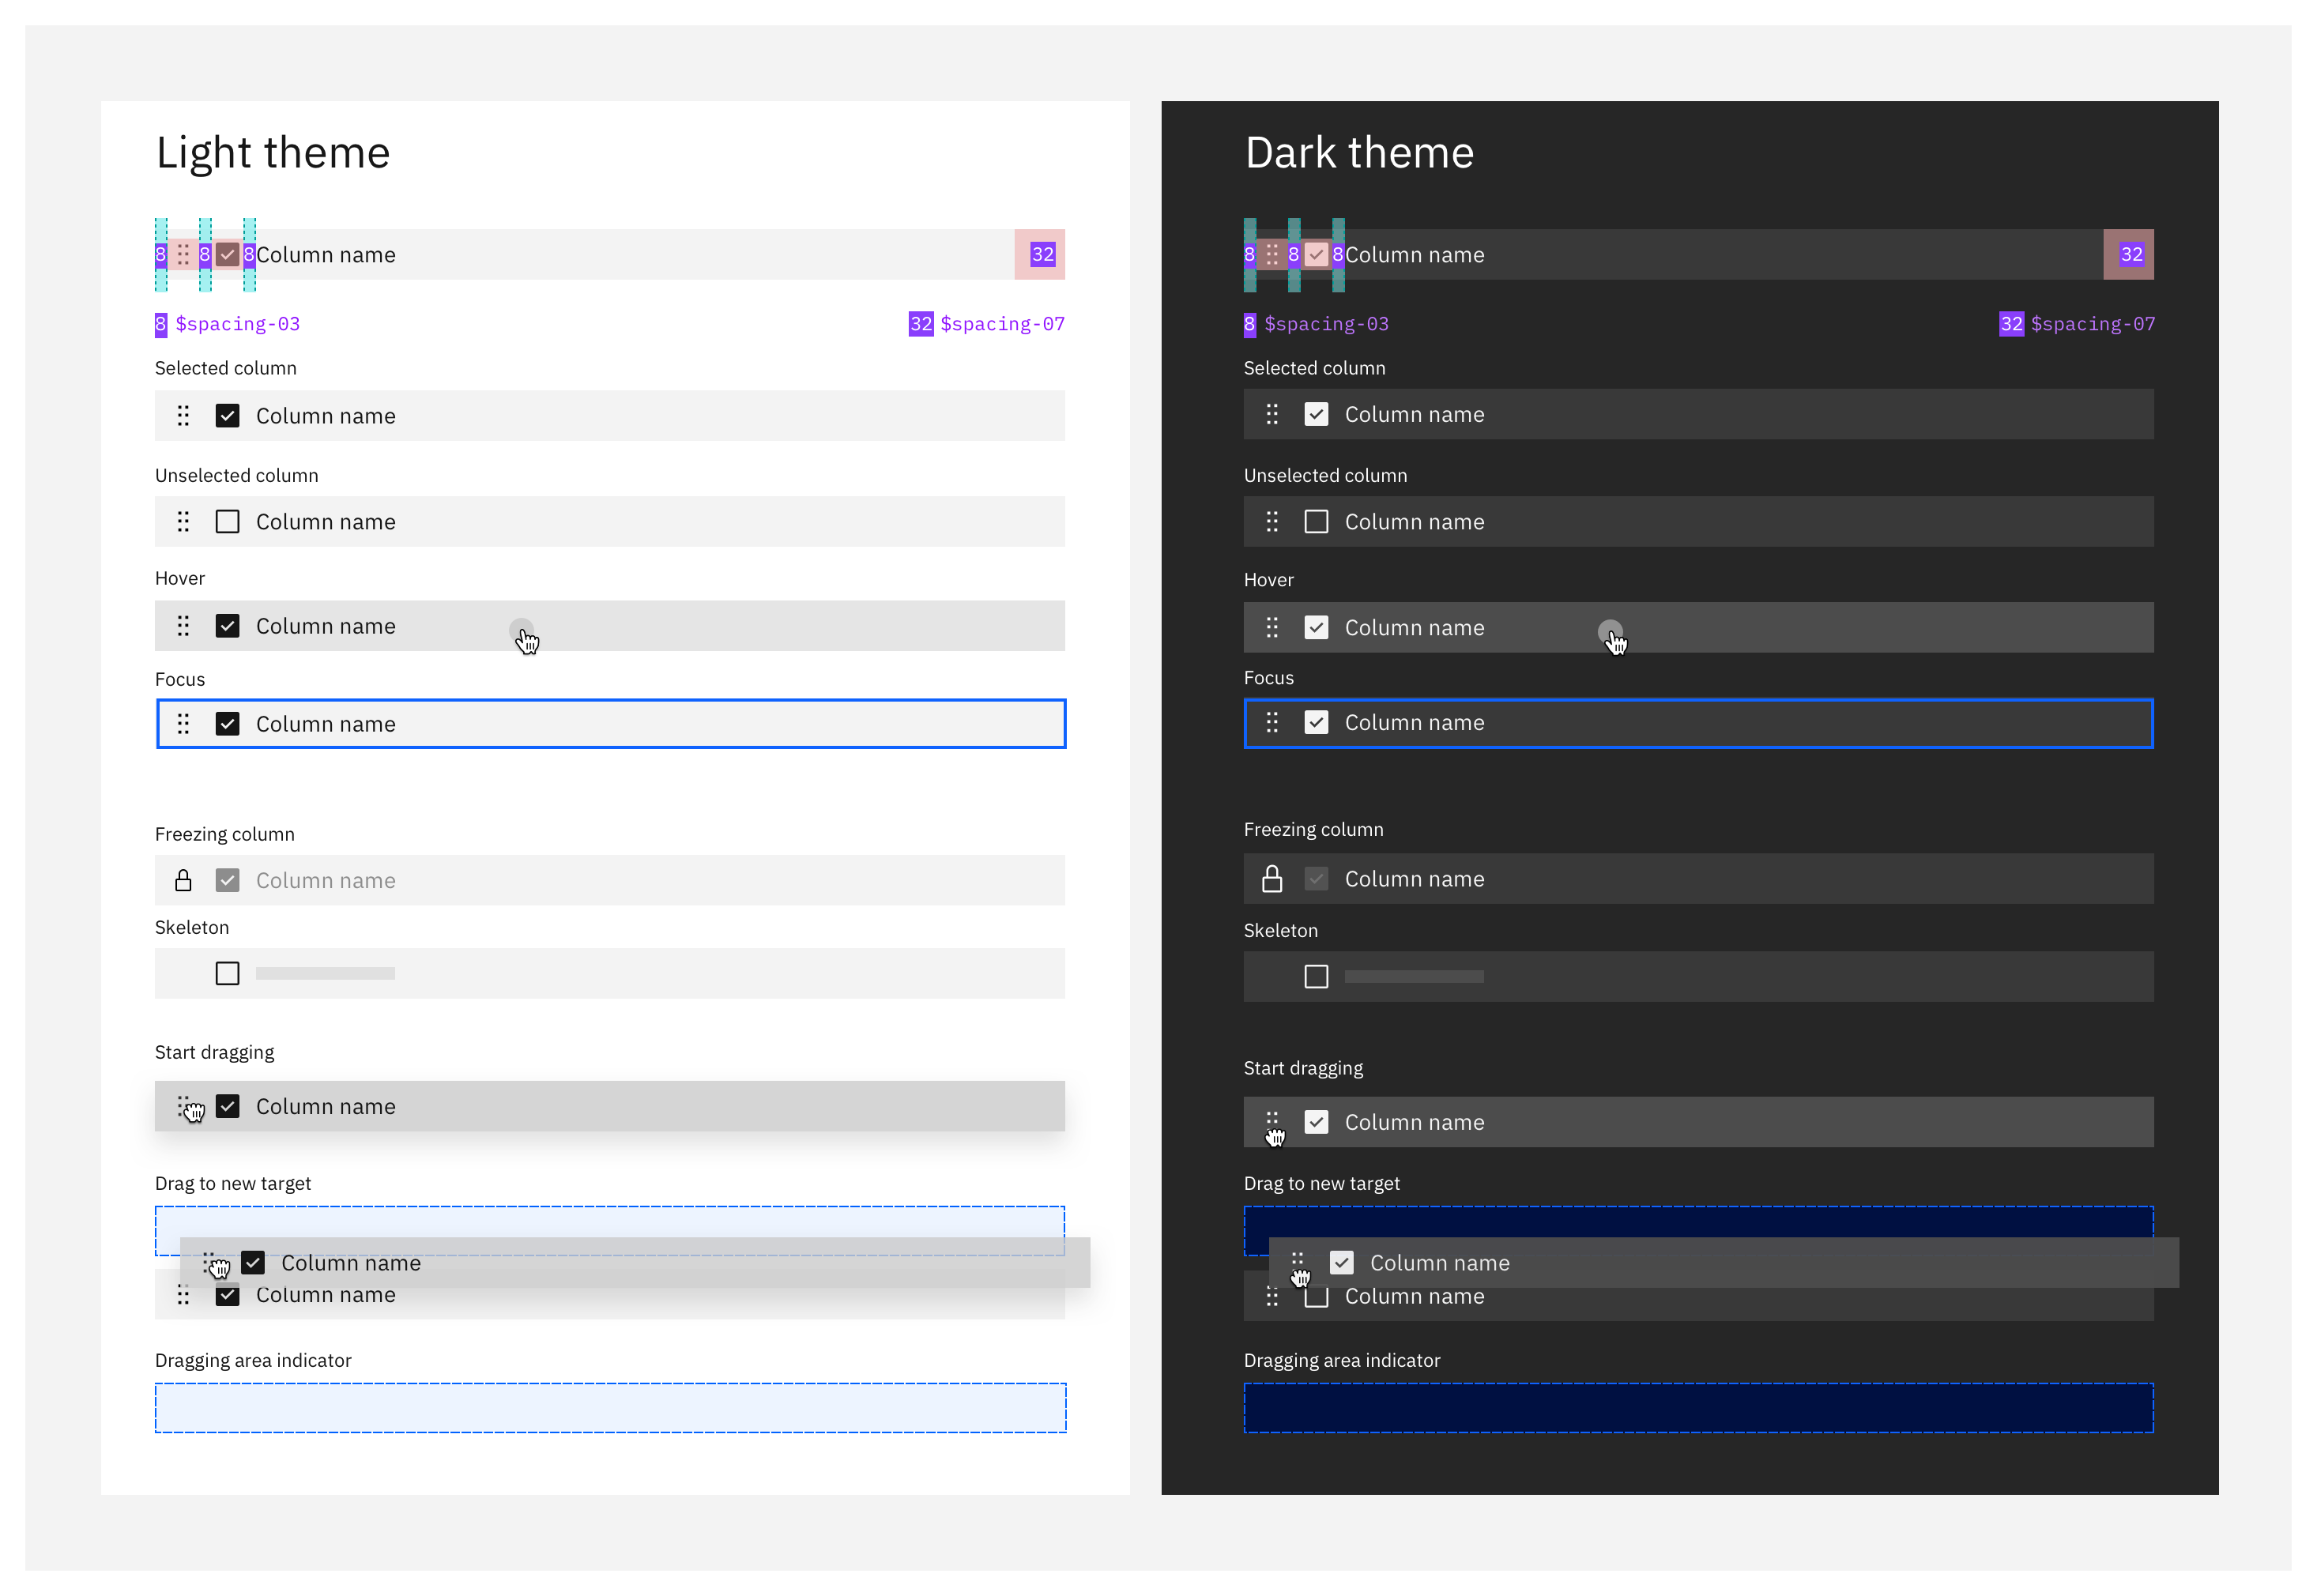 Light theme
8 8 8 Column name 32
8 $spacing-03 32 $spacing-07
Selected column
Column name
Unselected column
Column name
Hover
Column name
Focus
Column name
Freezing column
Column name
Skeleton
Start dragging
Column name
Drag to new target
Column name
Column name
Dragging area indicator
Dark theme
8 8 8 Column name 32
8 $spacing-03 32 $spacing-07
Selected column
Column name
Unselected column
Column name
Hover
Column name
Focus
Column name
Freezing column
Column name
Skeleton
Start dragging
Column name
Drag to new target
Column name
Column name
Dragging area indicator